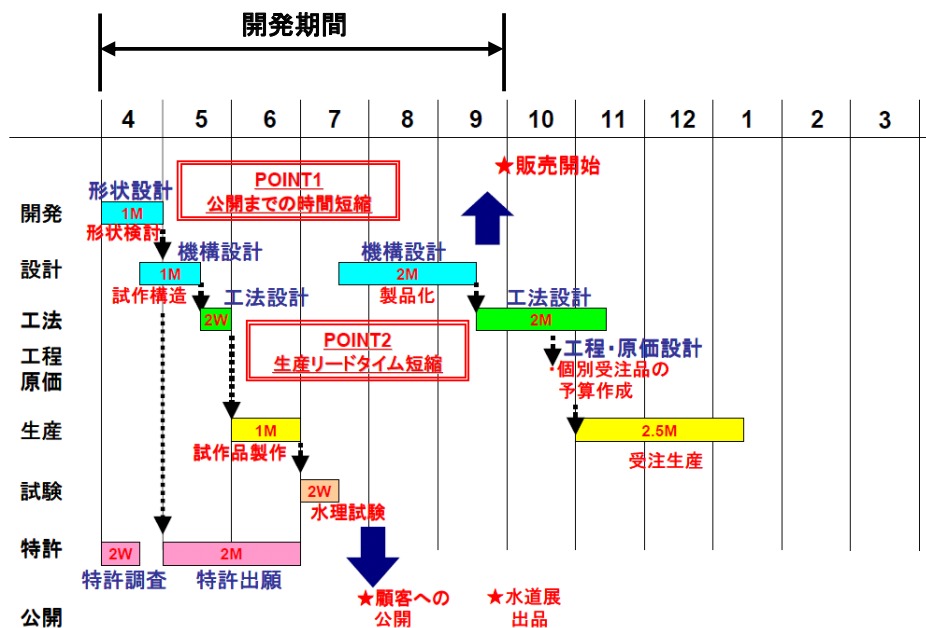 開発期間
4 5 6 7 8 9 10 11 12 1 2 3
★販売開始
POINT1
公開までの時間短縮
形状設計
開発
1M
形状検討
機構設計
機構設計
設計
1M
2M
試作構造
製品化
工法設計
工法設計
工法
2W
2M
POINT2
生産リードタイム短縮
工程
原価
工程・原価設計
・個別受注品の
予算作成
生産
1M
2.5M
試作品製作
受注生産
試験
2W
水理試験
特許
2W
2M
特許調査
特許出願
公開
★顧客への
公開
★水道展
出品